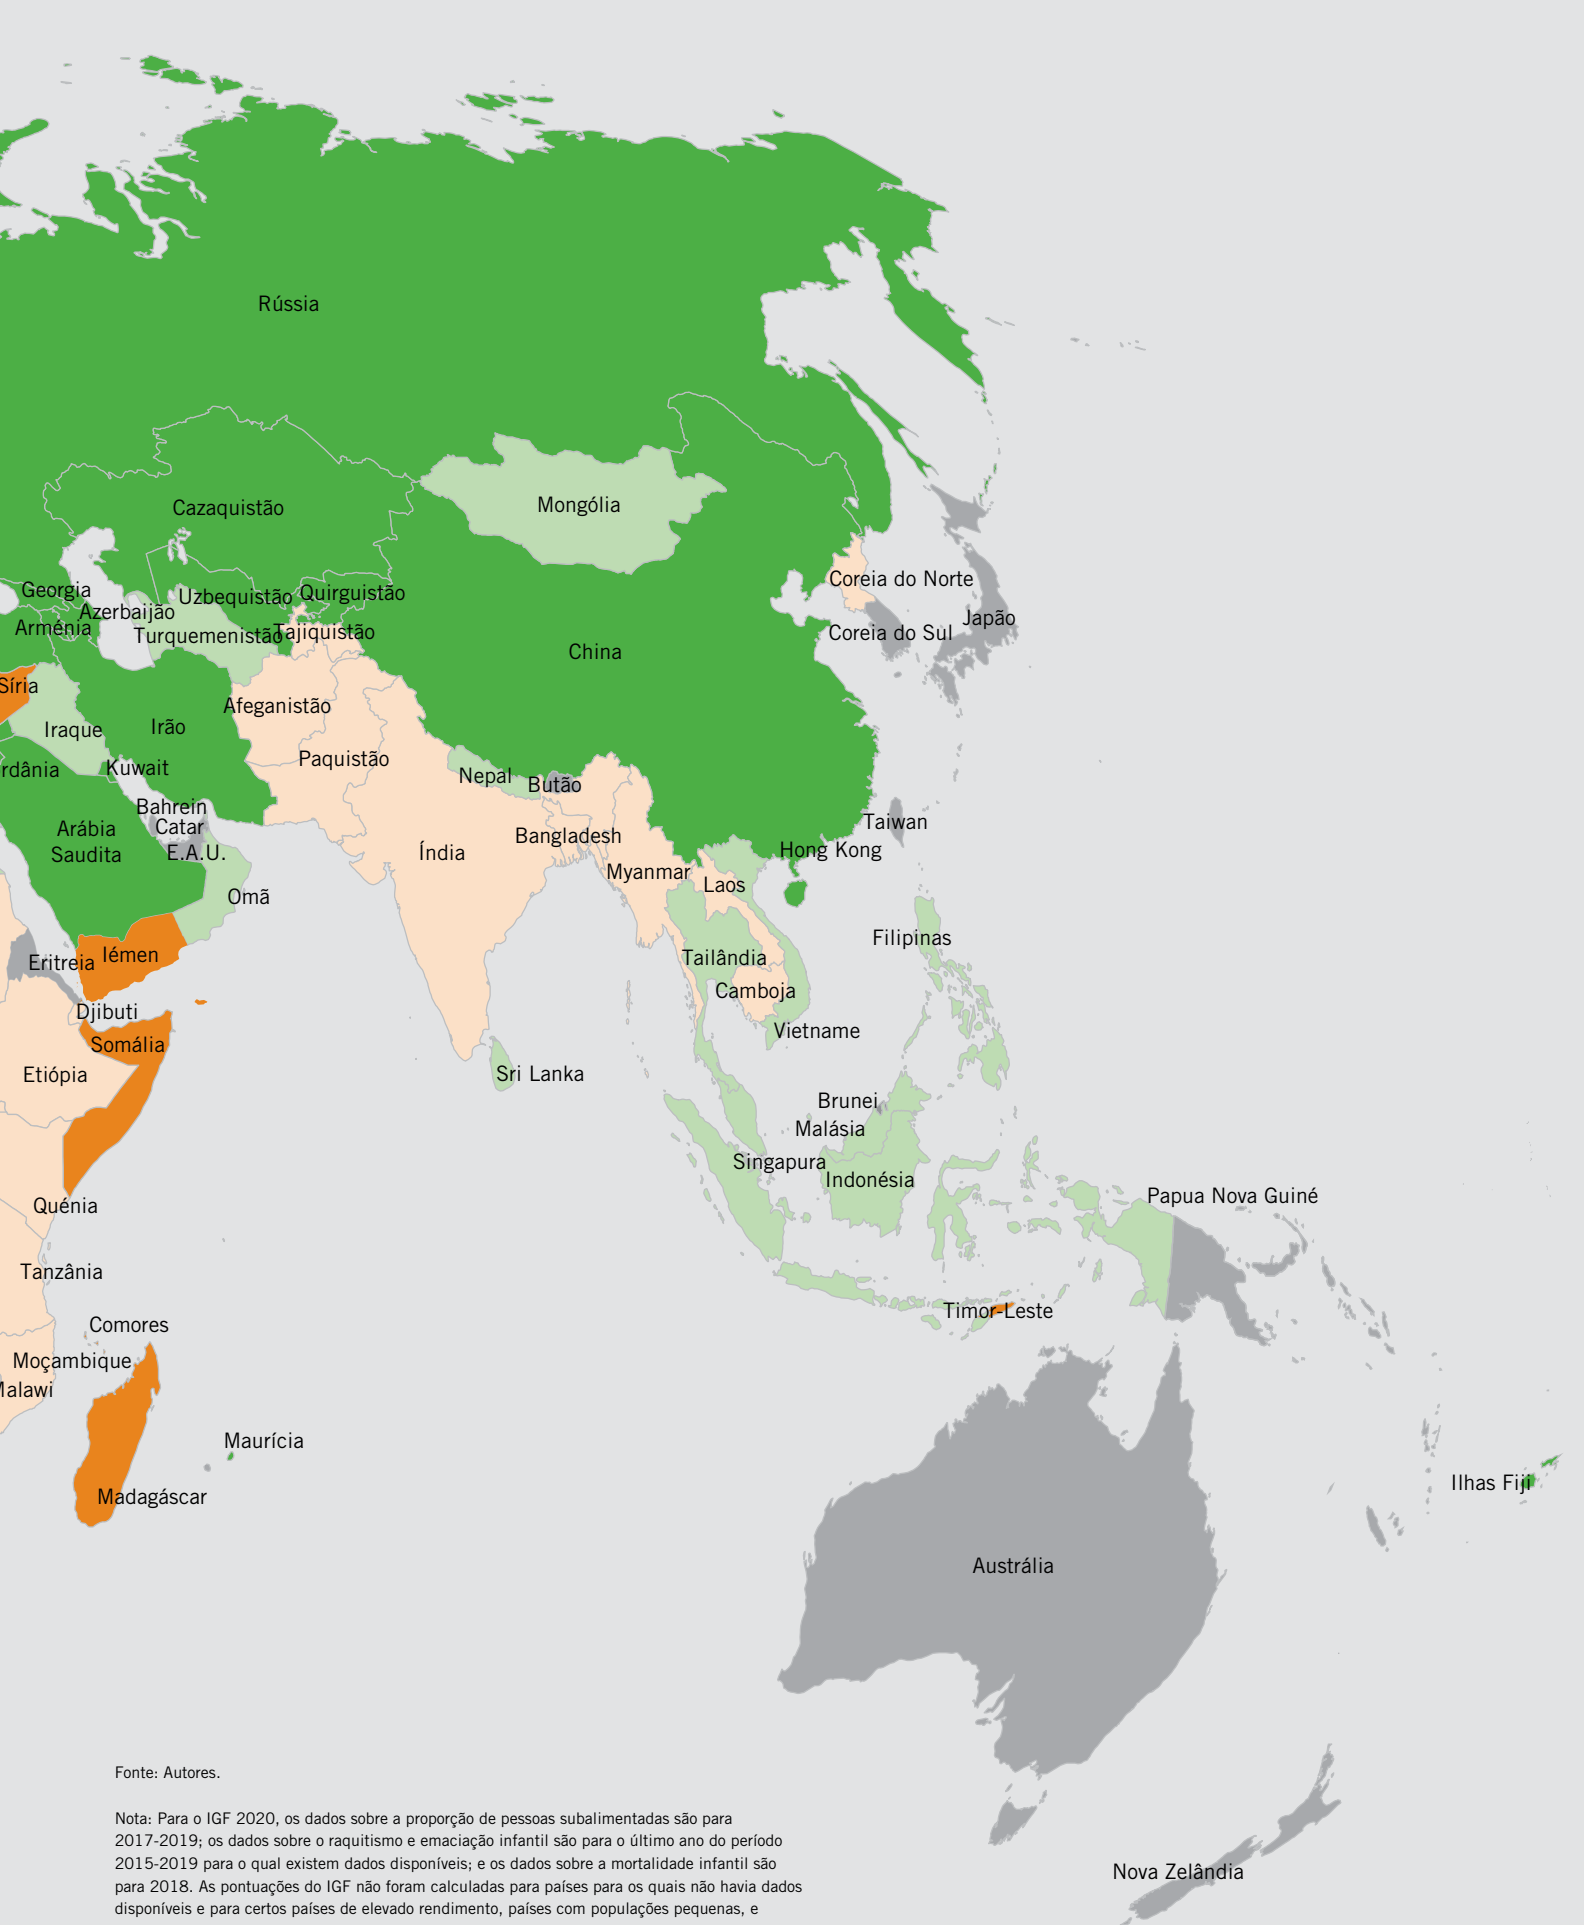 Rússia
Cazaquistão
Mongólia
Georgia
Uzbequistão
Quirguistão
Coreia do Norte
Azerbaijão
Arménia
Turquemenistão
Tajiquistão
Japão
Coreia do Sul
China
Síria
Afeganistão
Iraque
Irão
Paquistão
rdânia
Kuwait
Nepal
Butão
Bahrein
Catar
Arábia
Saudita
E.A.U.
Bangladesh
Taiwan
Índia
Hong Kong
Myanmar
Laos
Omã
Filipinas
Iémen
Eritreia
Tailândia
Camboja
Djibuti
Vietname
Somália
Etiópia
Sri Lanka
Brunei
Malásia
Singapura
Indonésia
Papua Nova Guiné
Quénia
Tanzânia
Timor-Leste
Comores
Moçambique
Malawi
Maurícia
Madagáscar
Ilhas Fiji
Austrália
Fonte: Autores.
Nota: Para o IGF 2020, os dados sobre a proporção de pessoas subalimentadas são para
2017-2019; os dados sobre o raquitismo e emaciação infantil são para o último ano do período
2015-2019 para o qual existem dados disponíveis; e os dados sobre a mortalidade infantil são
para 2018. As pontuações do IGF não foram calculadas para países para os quais não havia dados
disponíveis e para certos países de elevado rendimento, países com populações pequenas, e
Nova Zelândia